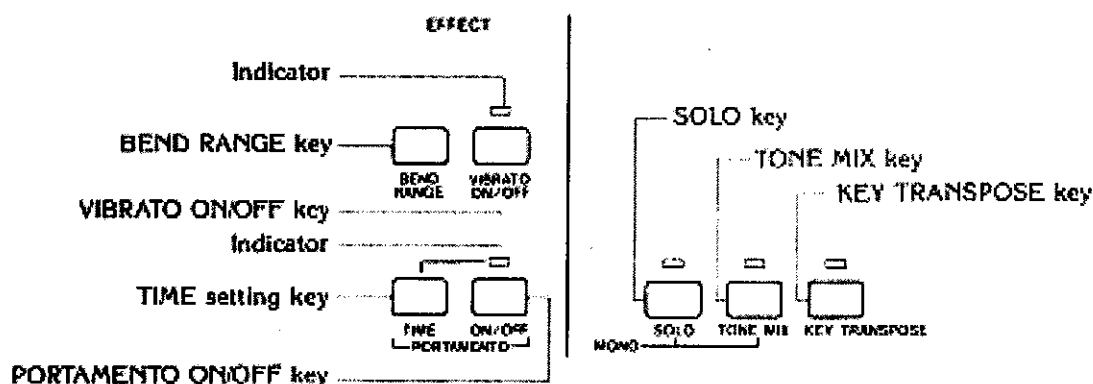 EFFECT
Indicator
BEND RANGE key
BEND
RANGE
VIBRATO
ON/OFF
VIBRATO ON/OFF key
Indicator
TIME setting key
TIME
ON/OFF
PORTAMENTO
PORTAMENTO ON/OFF key
SOLO key
TONE MIX key
KEY TRANSPOSE key
SOLO
TONE MIX
KEY TRANSPOSE
MONO